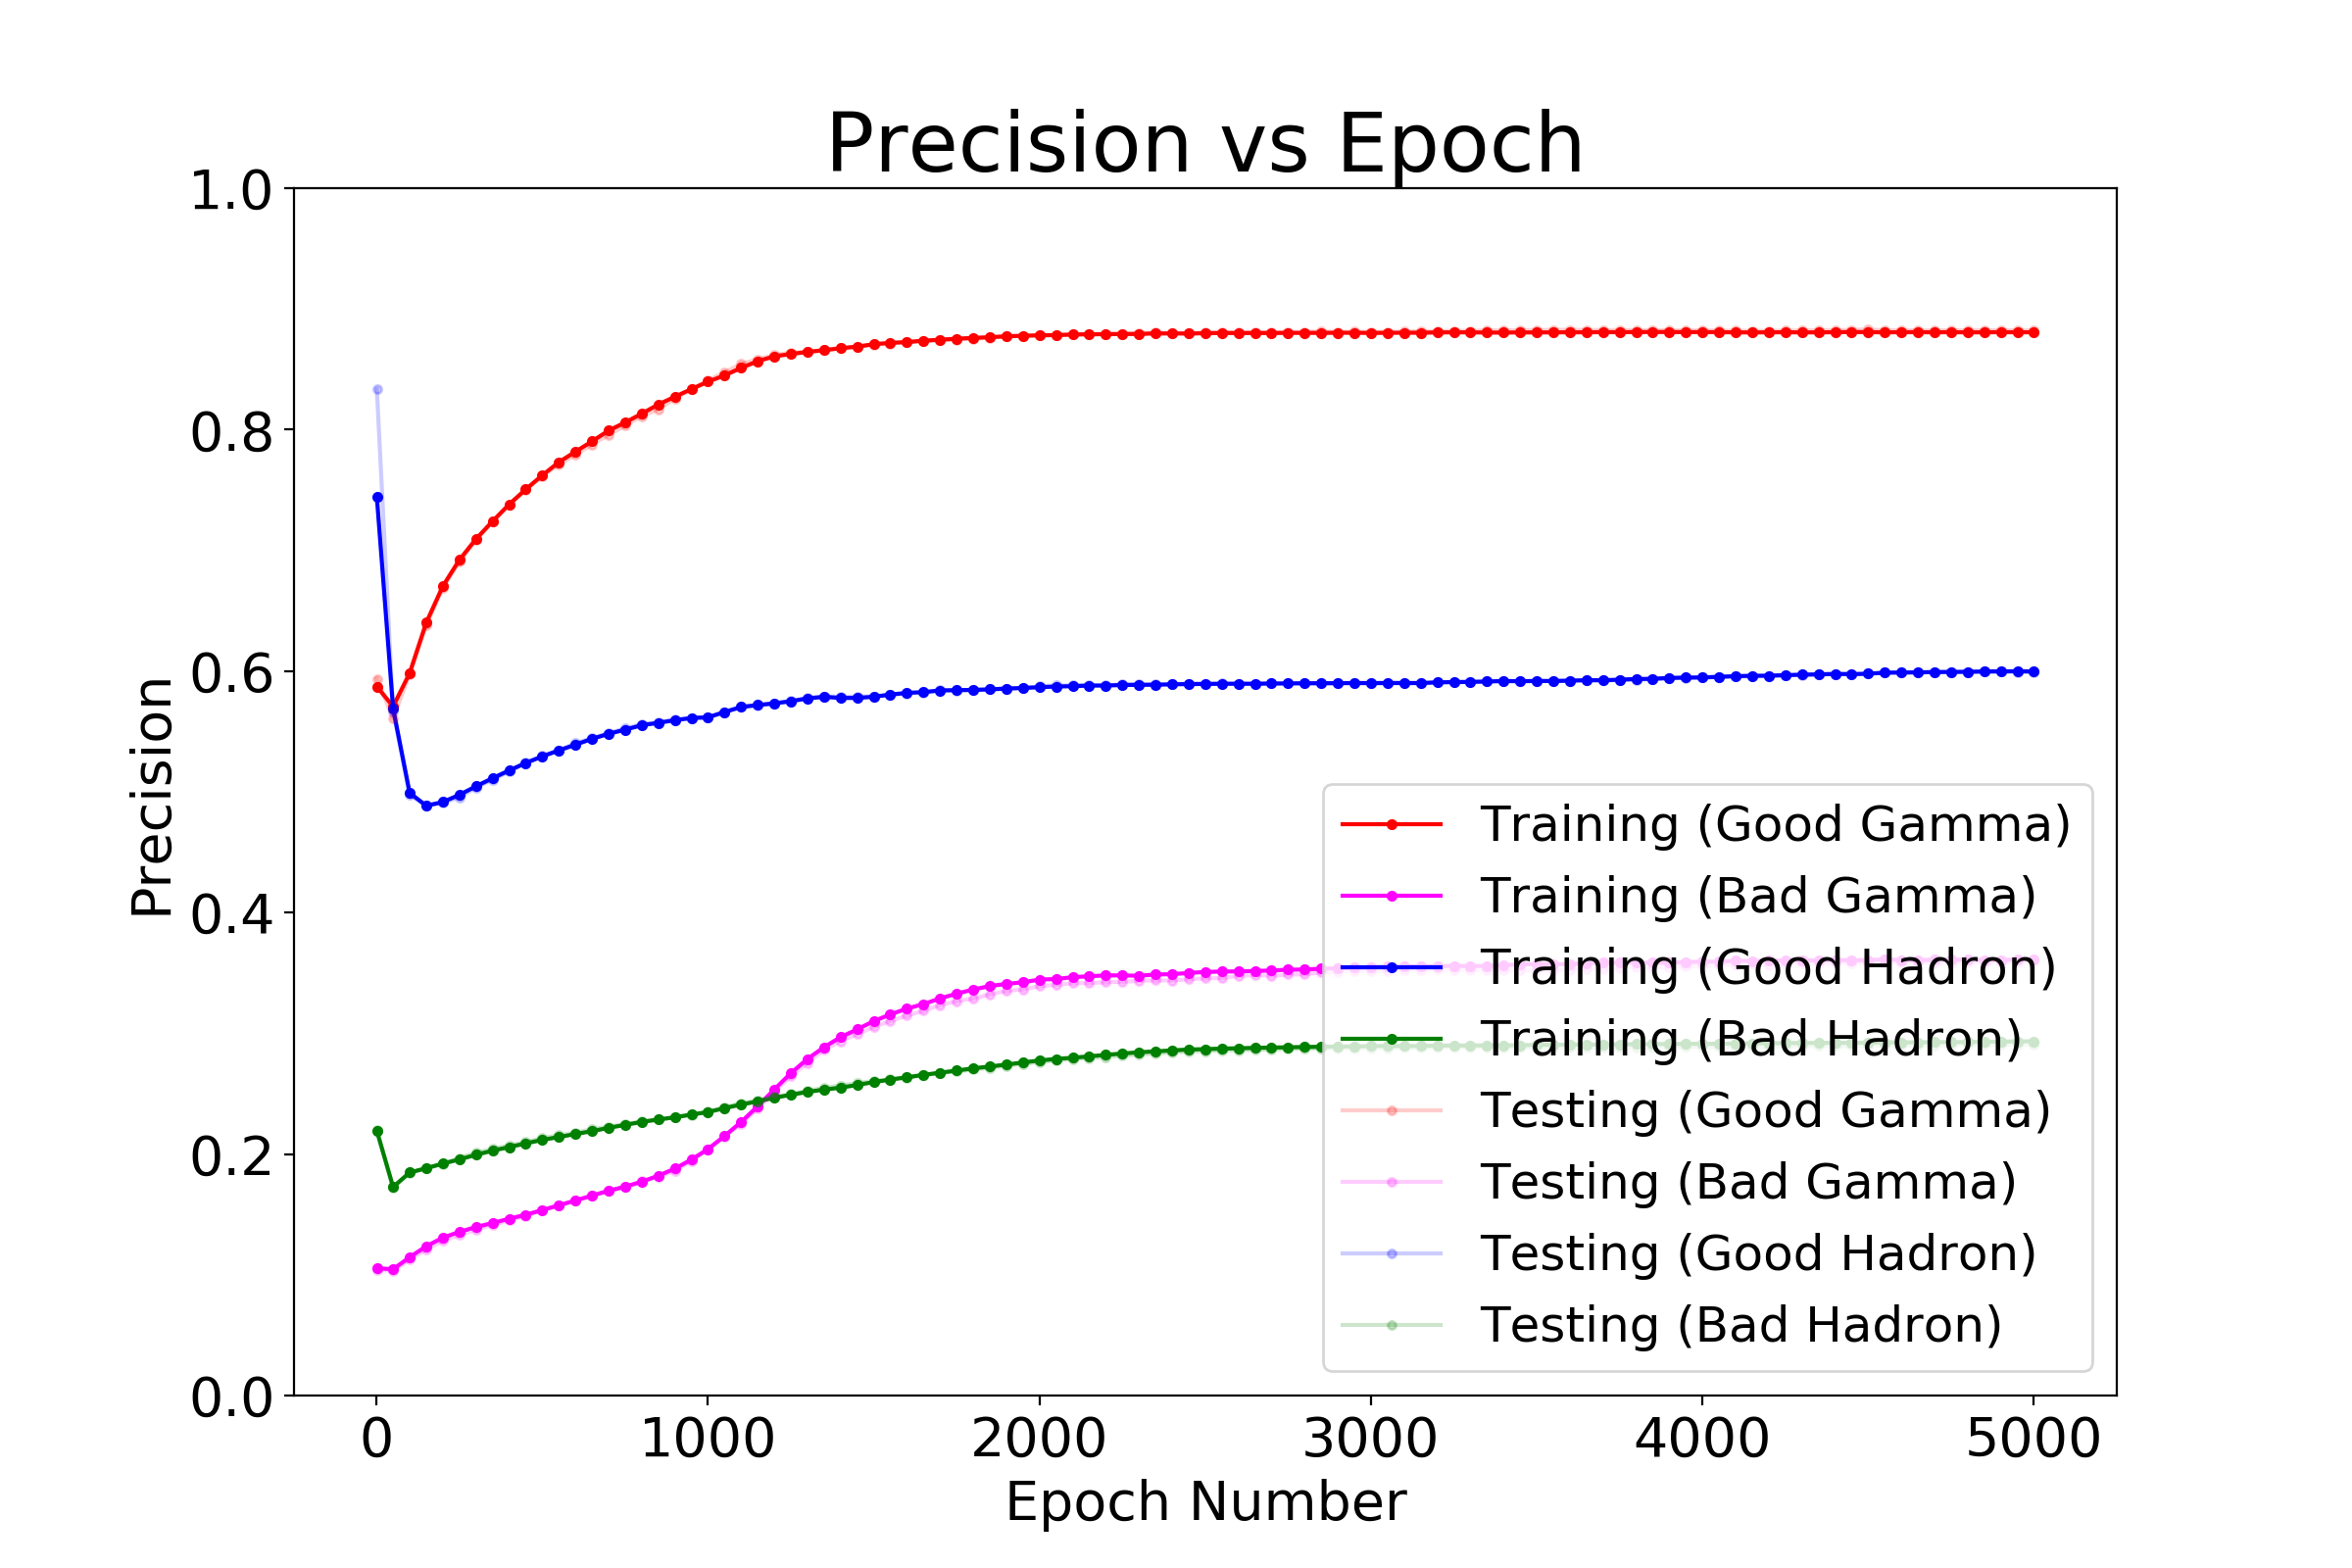 Precision vs Epoch
1.0
0.8
0.6
0.4
0.2
0.0
Precision
0 1000 2000 3000 4000 5000
Epoch Number
Training (Good Gamma)
Training (Bad Gamma)
Training (Good Hadron)
Training (Bad Hadron)
Testing (Good Gamma)
Testing (Bad Gamma)
Testing (Good Hadron)
Testing (Bad Hadron)